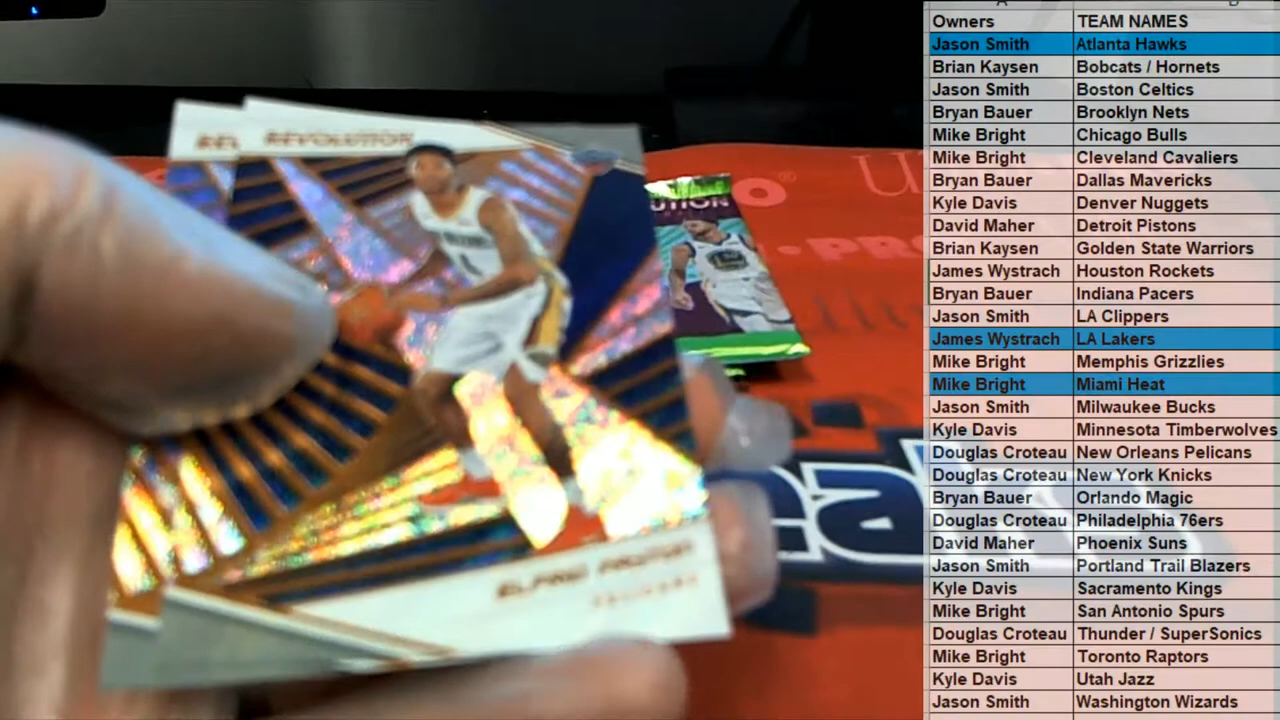 REVOLUTION
ELFRID PAYTON
PELICANS
UTION
Owners TEAM NAMES
Jason Smith Atlanta Hawks
Brian Kaysen Bobcats / Hornets
Jason Smith Boston Celtics
Bryan Bauer Brooklyn Nets
Mike Bright Chicago Bulls
Mike Bright Cleveland Cavaliers
Bryan Bauer Dallas Mavericks
Kyle Davis Denver Nuggets
David Maher Detroit Pistons
Brian Kaysen Golden State Warriors
James Wystrach Houston Rockets
Bryan Bauer Indiana Pacers
Jason Smith LA Clippers
James Wystrach LA Lakers
Mike Bright Memphis Grizzlies
Mike Bright Miami Heat
Jason Smith Milwaukee Bucks
Kyle Davis Minnesota Timberwolves
Douglas Croteau New Orleans Pelicans
Douglas Croteau New York Knicks
Bryan Bauer Orlando Magic
Douglas Croteau Philadelphia 76ers
David Maher Phoenix Suns
Jason Smith Portland Trail Blazers
Kyle Davis Sacramento Kings
Mike Bright San Antonio Spurs
Douglas Croteau Thunder / SuperSonics
Mike Bright Toronto Raptors
Kyle Davis Utah Jazz
Jason Smith Washington Wizards